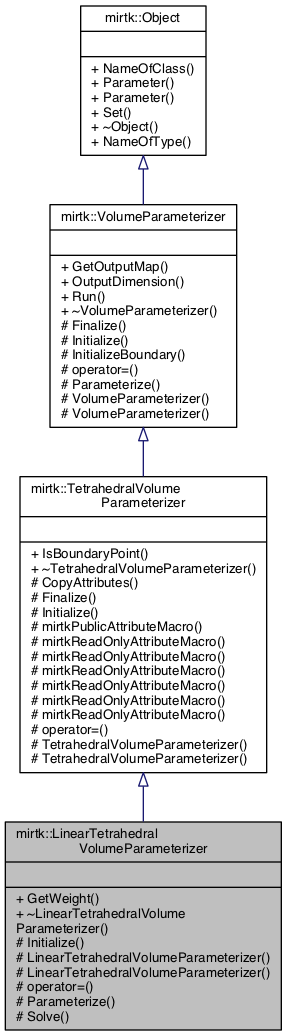 mirtk::Object
+ NameOfClass()
+ Parameter()
+ Parameter()
+ Set()
+ ~Object()
+ NameOfType()
mirtk::VolumeParameterizer
+ GetOutputMap()
+ OutputDimension()
+ Run()
+ ~VolumeParameterizer()
# Finalize()
# Initialize()
# InitializeBoundary()
# operator=()
# Parameterize()
# VolumeParameterizer()
# VolumeParameterizer()
mirtk::TetrahedralVolume
Parameterizer
+ IsBoundaryPoint()
+ ~TetrahedralVolumeParameterizer()
# CopyAttributes()
# Finalize()
# Initialize()
# mirtkPublicAttributeMacro()
# mirtkReadOnlyAttributeMacro()
# mirtkReadOnlyAttributeMacro()
# mirtkReadOnlyAttributeMacro()
# mirtkReadOnlyAttributeMacro()
# mirtkReadOnlyAttributeMacro()
# mirtkReadOnlyAttributeMacro()
# operator=()
# TetrahedralVolumeParameterizer()
# TetrahedralVolumeParameterizer()
mirtk::LinearTetrahedral
VolumeParameterizer
+ GetWeight()
+ ~LinearTetrahedralVolume
Parameterizer()
# Initialize()
# LinearTetrahedralVolumeParameterizer()
# LinearTetrahedralVolumeParameterizer()
# operator=()
# Parameterize()
# Solve()